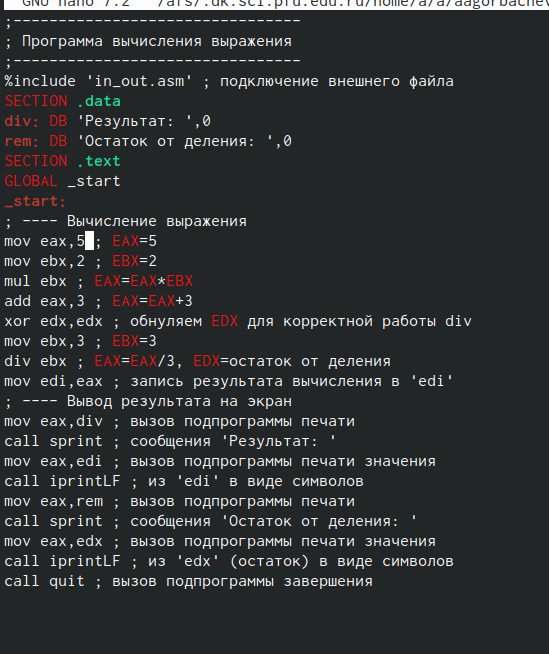 GNU nano 7.2 /afs/.dk.sci.pfu.edu.ru/home/a/a/aagorbachev
;--------------------------------
; Программа вычисления выражения
;--------------------------------
%include 'in_out.asm' ; подключение внешнего файла
SECTION .data
div: DB 'Результат: ',0
rem: DB 'Остаток от деления: ',0
SECTION .text
GLOBAL _start
_start:
; ---- Вычисление выражения
mov eax,5 ; EAX=5
mov ebx,2 ; EBX=2
mul ebx ; EAX=EAX*EBX
add eax,3 ; EAX=EAX+3
xor edx,edx ; обнуляем EDX для корректной работы div
mov ebx,3 ; EBX=3
div ebx ; EAX=EAX/3, EDX=остаток от деления
mov edi,eax ; запись результата вычисления в 'edi'
; ---- Вывод результата на экран
mov eax,div ; вызов подпрограммы печати
call sprint ; сообщения 'Результат: '
mov eax,edi ; вызов подпрограммы печати значения
call iprintLF ; из 'edi' в виде символов
mov eax,rem ; вызов подпрограммы печати
call sprint ; сообщения 'Остаток от деления: '
mov eax,edx ; вызов подпрограммы печати значения
call iprintLF ; из 'edx' (остаток) в виде символов
call quit ; вызов подпрограммы завершения